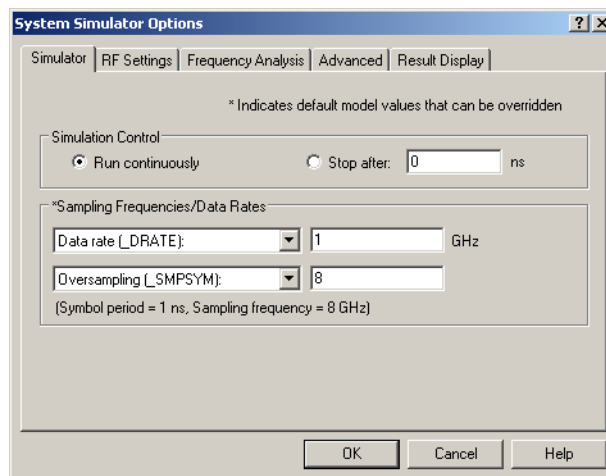 System Simulator Options
Simulator RF Settings Frequency Analysis Advanced Result Display
* Indicates default model values that can be overridden
Simulation Control
Run continuously Stop after: 0 ns
*Sampling Frequencies/Data Rates
Data rate (_DRATE): 1 GHz
Oversampling (_SMPSYM): 8
(Symbol period = 1 ns, Sampling frequency = 8 GHz)
OK Cancel Help